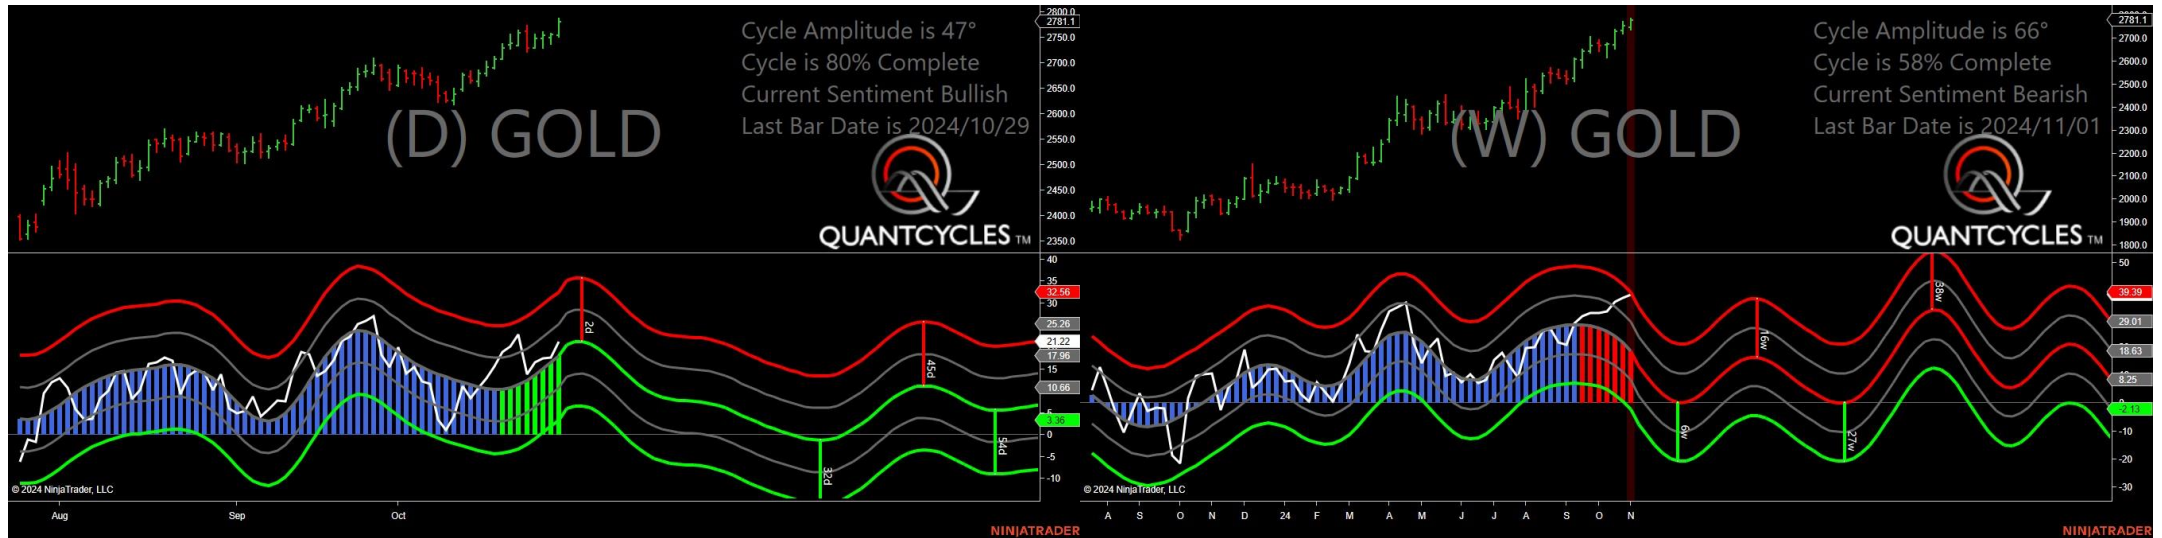 Cycle Amplitude is 47°
Cycle is 80% Complete
Current Sentiment Bullish
Last Bar Date is 2024/10/29
(D) GOLD
QUANTCYCLES TM
2800.0
2781.1
2750.0
2700.0
2650.0
2600.0
2550.0
2500.0
2450.0
2400.0
2350.0
40
35
32.56
30
25.26
21.22
17.96
15
10.66
5
3.36
0
-5
-10
2d
32d
45d
54d
© 2024 NinjaTrader, LLC
Aug Sep Oct
NINJATRADER
Cycle Amplitude is 66°
Cycle is 58% Complete
Current Sentiment Bearish
Last Bar Date is 2024/11/01
(W) GOLD
QUANTCYCLES TM
2781.1
2700.0
2600.0
2500.0
2400.0
2300.0
2200.0
2100.0
2000.0
1900.0
1800.0
50
39.39
29.01
18.63
8.25
0
-2.13
-10
-20
-30
6w
16w
27w
38w
© 2024 NinjaTrader, LLC
A S O N D 24 F M A M J J A S O N
NINJATRADER